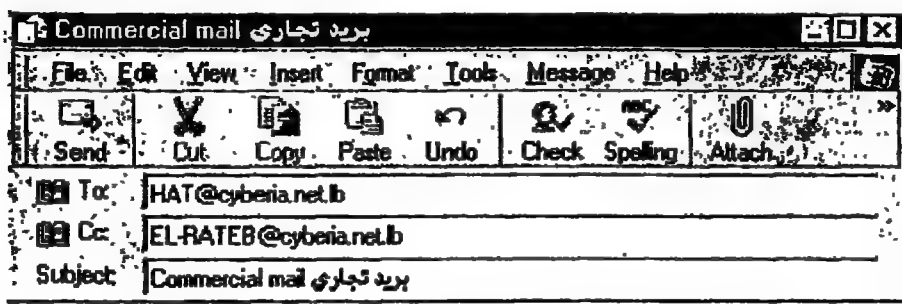 Commercial mail بريد تجاري
File Edit View Insert Format Tools Message Help
Send Cut Copy Paste Undo Check Spelling Attach »
To: HAT@cyberia.net.lb
Cc: EL-RATEB@cyberia.net.lb
Subject: Commercial mail بريد تجاري